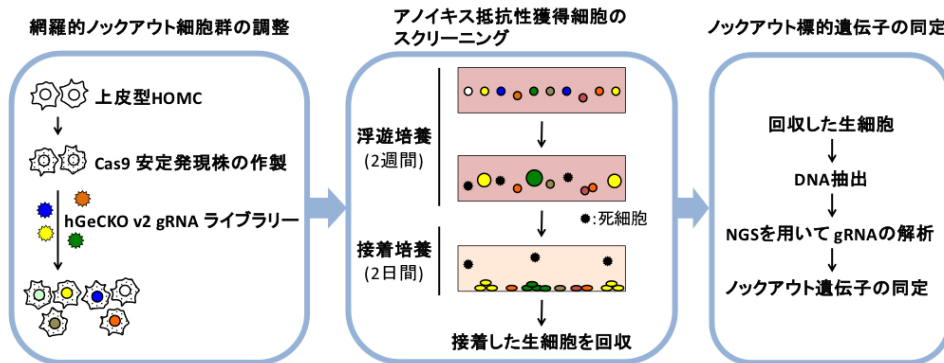 網羅的ノックアウト細胞群の調整
上皮型HOMC
Cas9 安定発現株の作製
hGeCKO v2 gRNA ライブラリー
アノイキス抵抗性獲得細胞の
スクリーニング
浮遊培養
(2週間)
●:死細胞
接着培養
(2日間)
接着した生細胞を回収
ノックアウト標的遺伝子の同定
回収した生細胞
DNA抽出
NGSを用いて gRNAの解析
ノックアウト遺伝子の同定